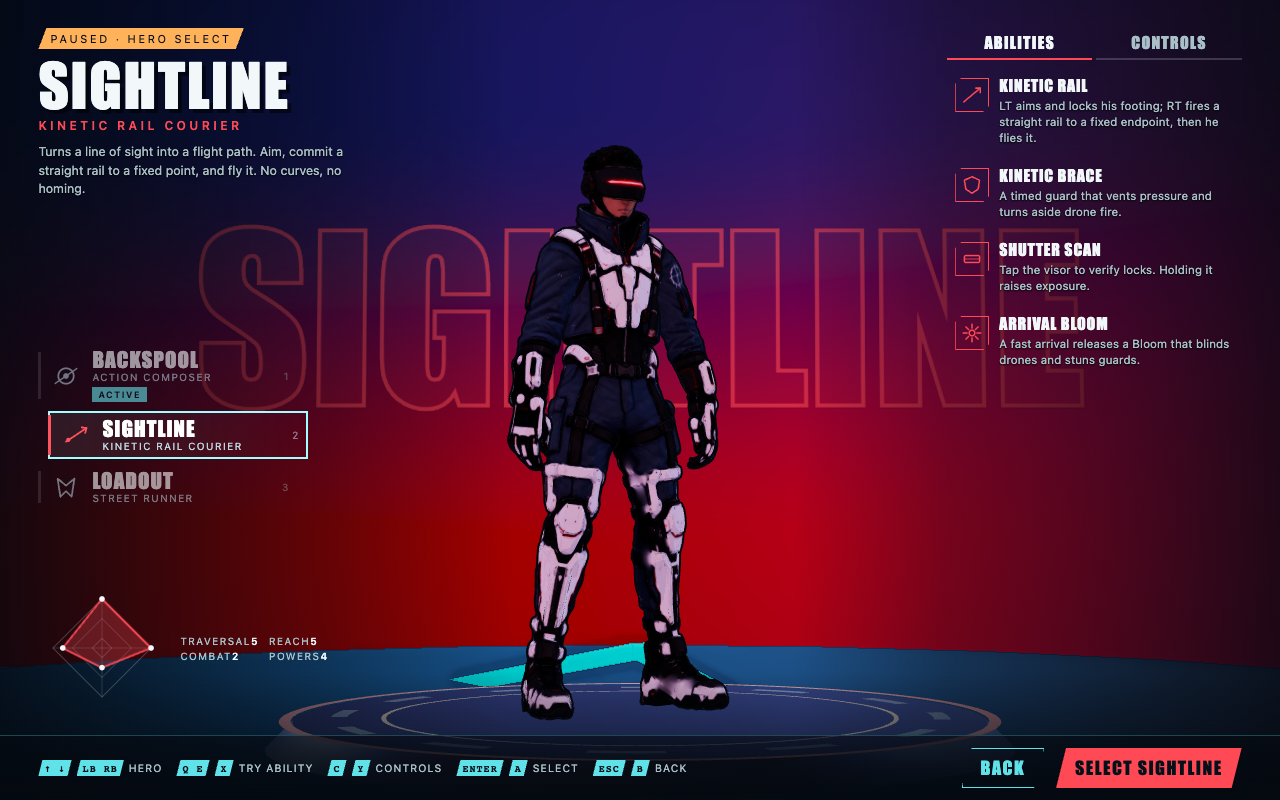 PAUSED · HERO SELECT
SIGHTLINE
KINETIC RAIL COURIER
Turns a line of sight into a flight path. Aim, commit a
straight rail to a fixed point, and fly it. No curves, no
homing.
SIGHTLINE
BACKSPOOL
ACTION COMPOSER
1
ACTIVE
SIGHTLINE
KINETIC RAIL COURIER
2
LOADOUT
STREET RUNNER
3
TRAVERSAL5 REACH5
COMBAT2 POWERS4
ABILITIES CONTROLS
KINETIC RAIL
LT aims and locks his footing; RT fires a
straight rail to a fixed endpoint, then he
flies it.
KINETIC BRACE
A timed guard that vents pressure and
turns aside drone fire.
SHUTTER SCAN
Tap the visor to verify locks. Holding it
raises exposure.
ARRIVAL BLOOM
A fast arrival releases a Bloom that blinds
drones and stuns guards.
↑ ↓ LB RB HERO Q E X TRY ABILITY C Y CONTROLS ENTER A SELECT ESC B BACK
BACK SELECT SIGHTLINE